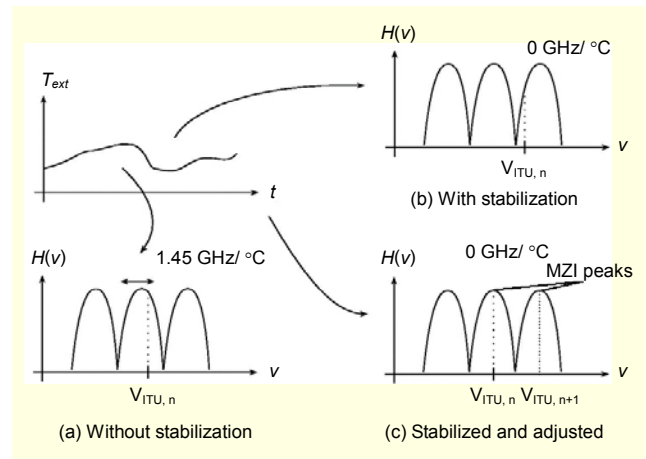 T_ext
t
H(v)
0 GHz/ °C
v
V_ITU, n
(b) With stabilization
H(v)
1.45 GHz/ °C
v
V_ITU, n
(a) Without stabilization
H(v)
0 GHz/ °C
MZI peaks
v
V_ITU, n V_ITU, n+1
(c) Stabilized and adjusted